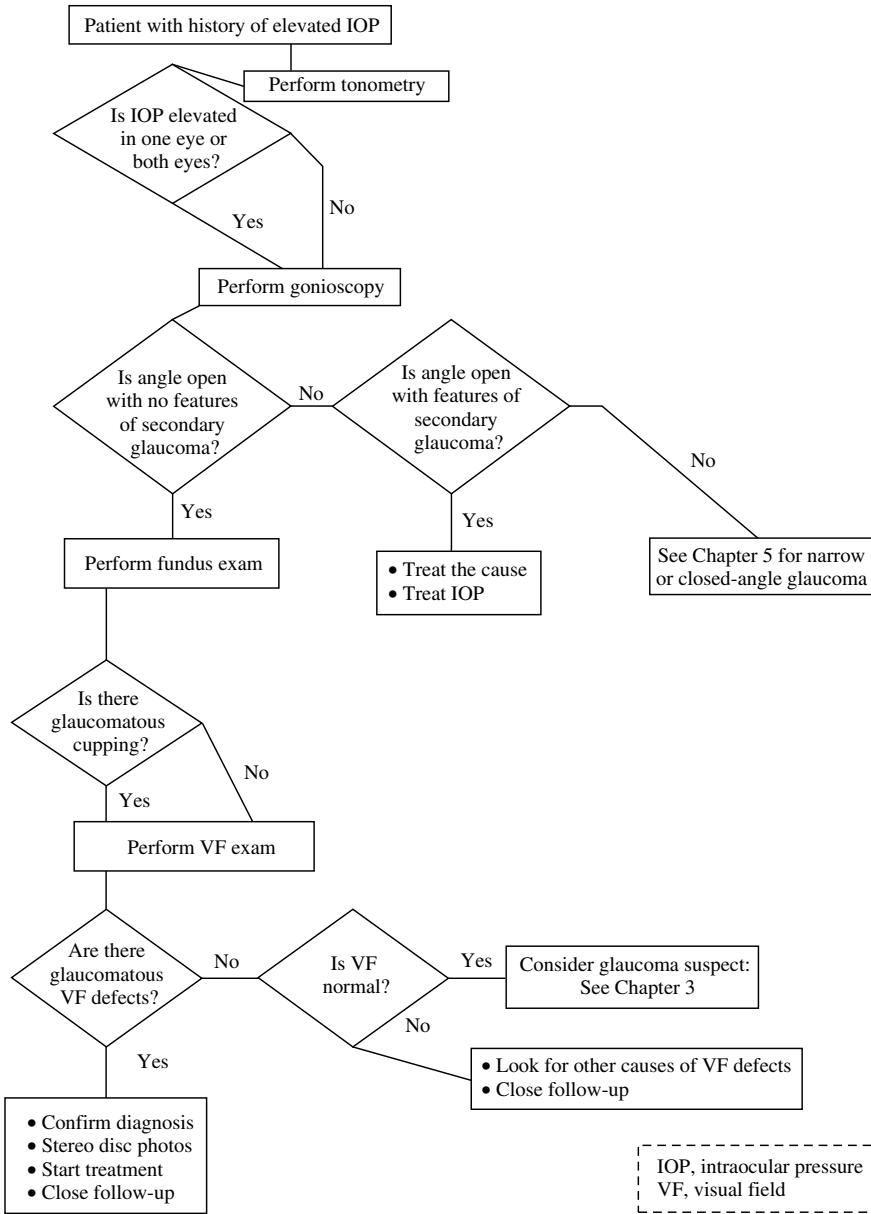 Patient with history of elevated IOP
Perform tonometry
Is IOP elevated
in one eye or
both eyes?
Yes
No
Perform gonioscopy
Is angle open
with no features
of secondary
glaucoma?
No
Is angle open
with features of
secondary
glaucoma?
No
Yes
Yes
Perform fundus exam
• Treat the cause
• Treat IOP
See Chapter 5 for narrow
or closed-angle glaucoma
Is there
glaucomatous
cupping?
No
Yes
Perform VF exam
Are there
glaucomatous
VF defects?
No
Is VF
normal?
Yes
Consider glaucoma suspect:
See Chapter 3
No
Yes
• Look for other causes of VF defects
• Close follow-up
• Confirm diagnosis
• Stereo disc photos
• Start treatment
• Close follow-up
IOP, intraocular pressure
VF, visual field